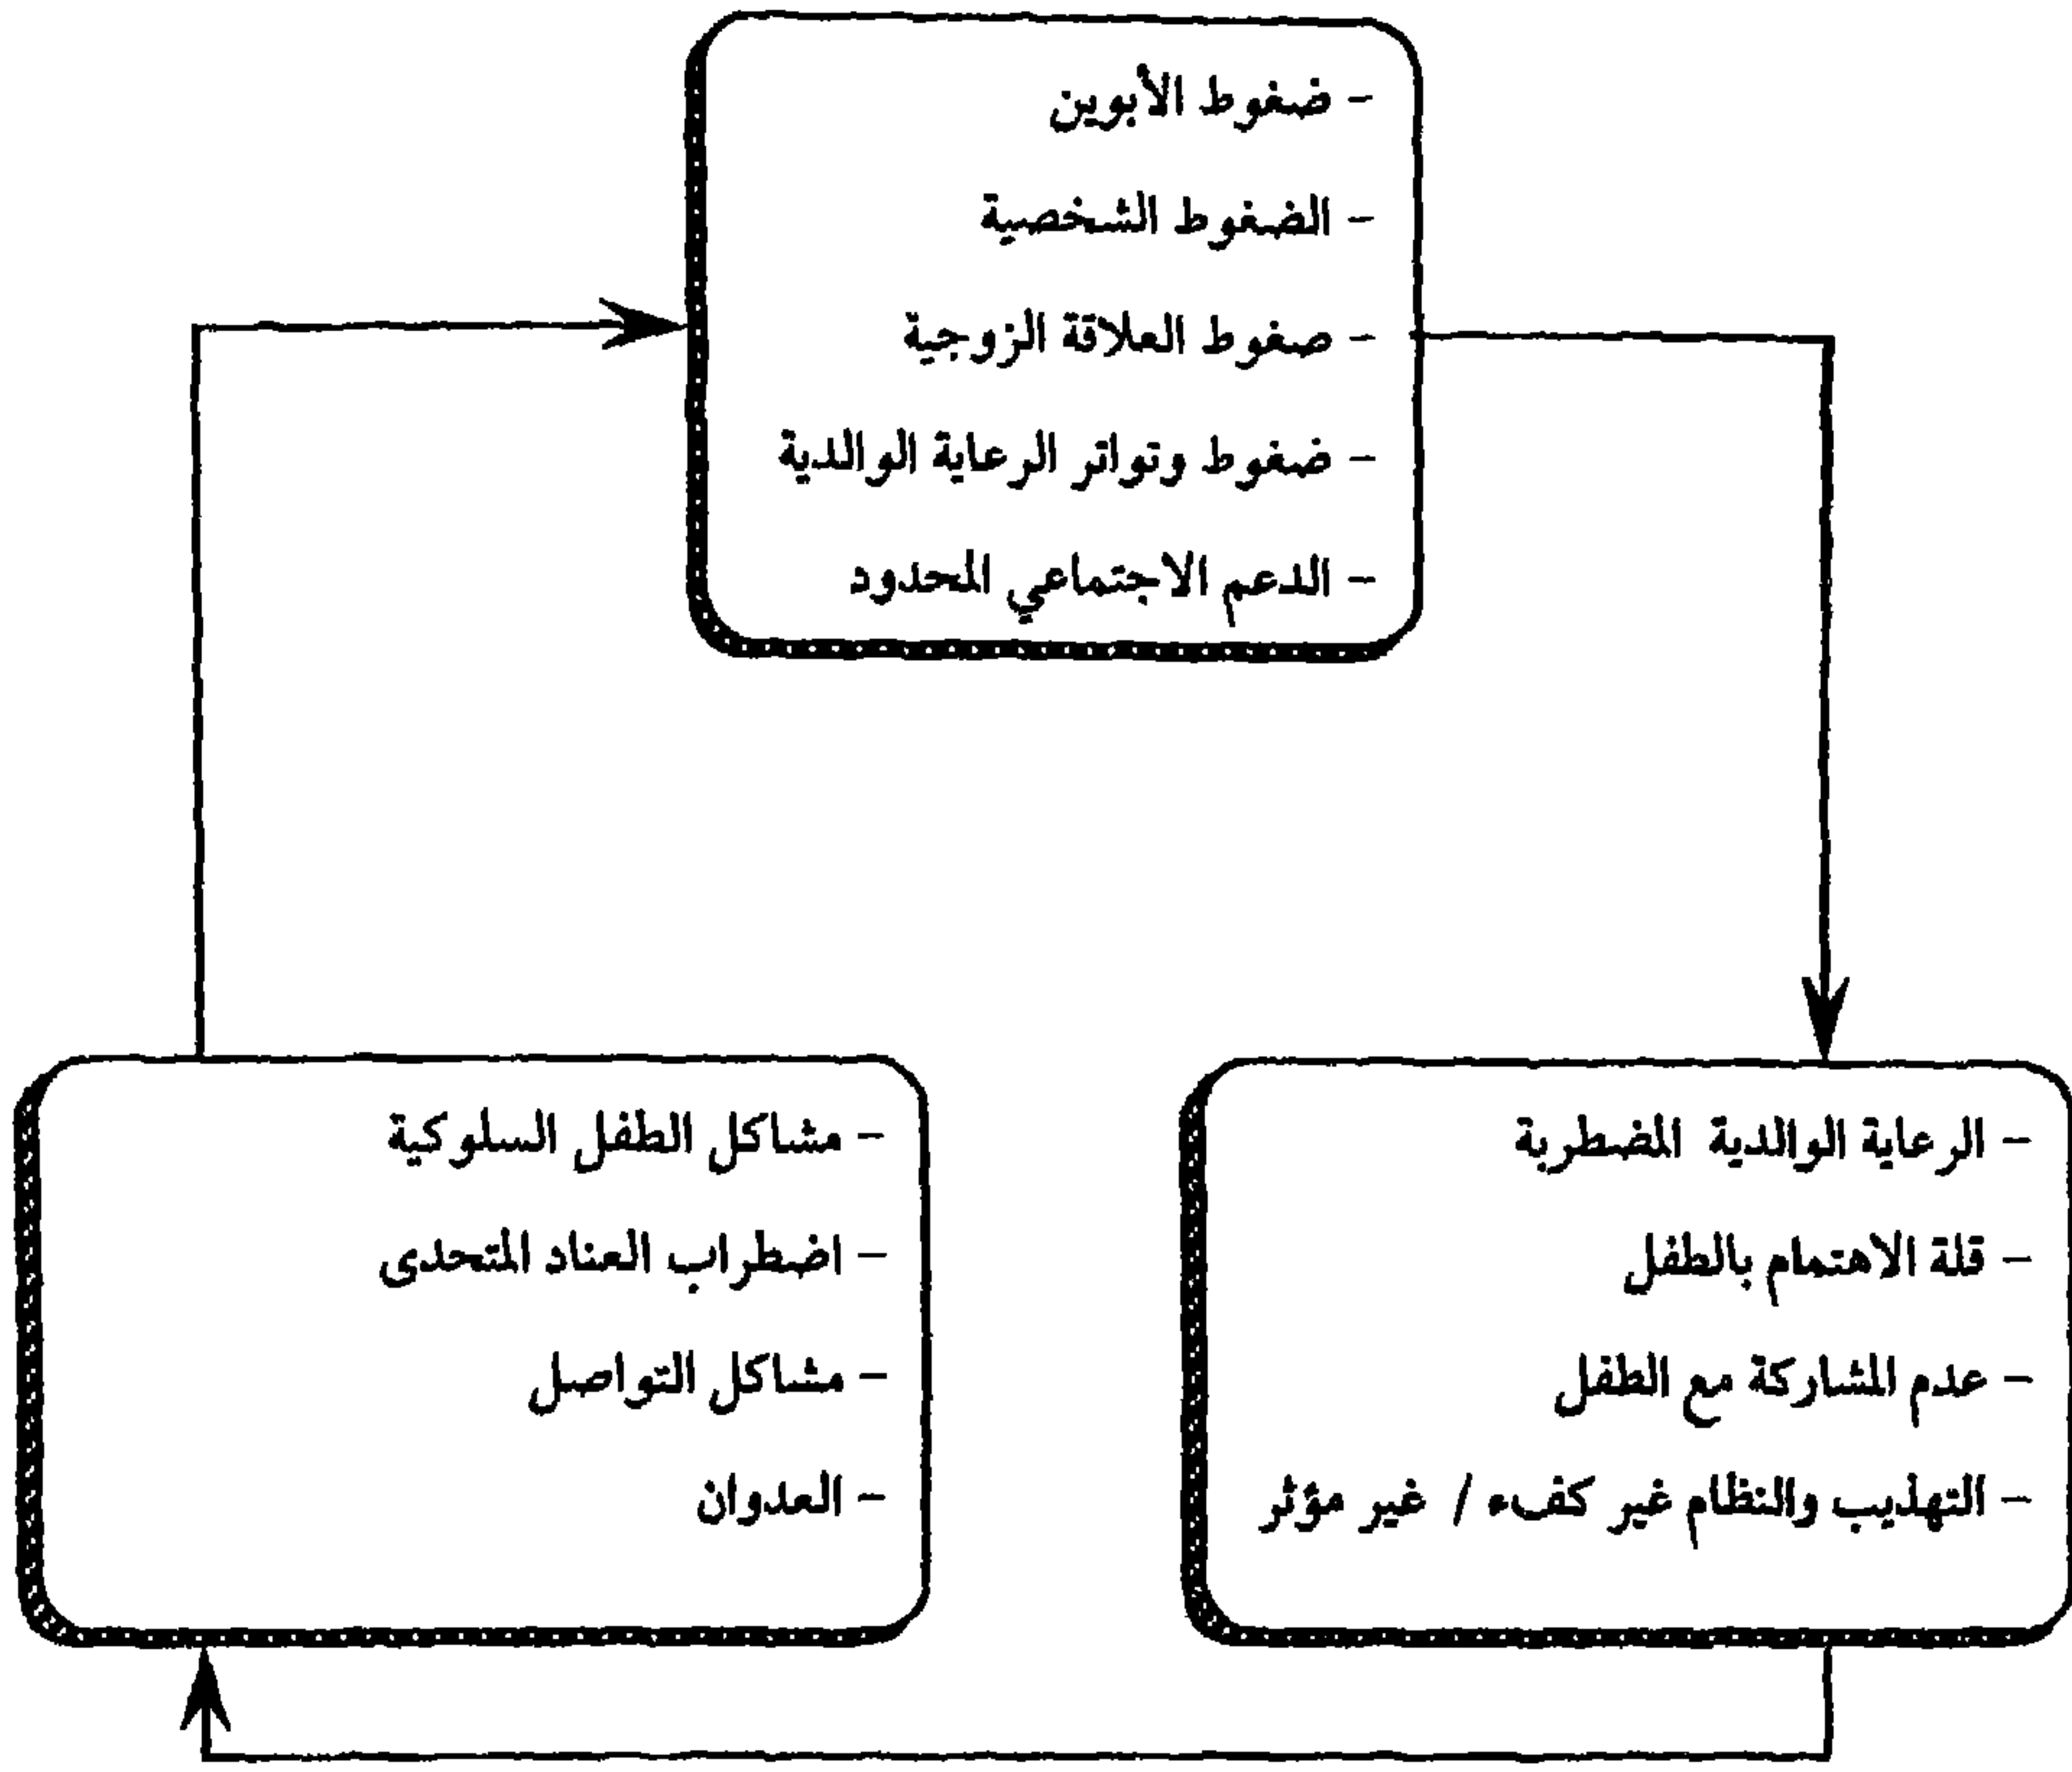 - ضغوط الأبوين
- الضغوط الشخصية
- صغوط العلاقة الزوجية
- ضغوط وتواتر الرعاية الوالدية
- الدعم الاجتماعي المحدود
- الرعاية الوالدية المضطربة
- قلة الاهتمام بالطفل
- عدم المشاركة مع الطفل
- التهذيب والنظام غير كفء / غير مؤثر
- مشاكل الطفل السلوكية
- اضطراب العناد المتحدى
- مشاكل التواصل
- العدوان